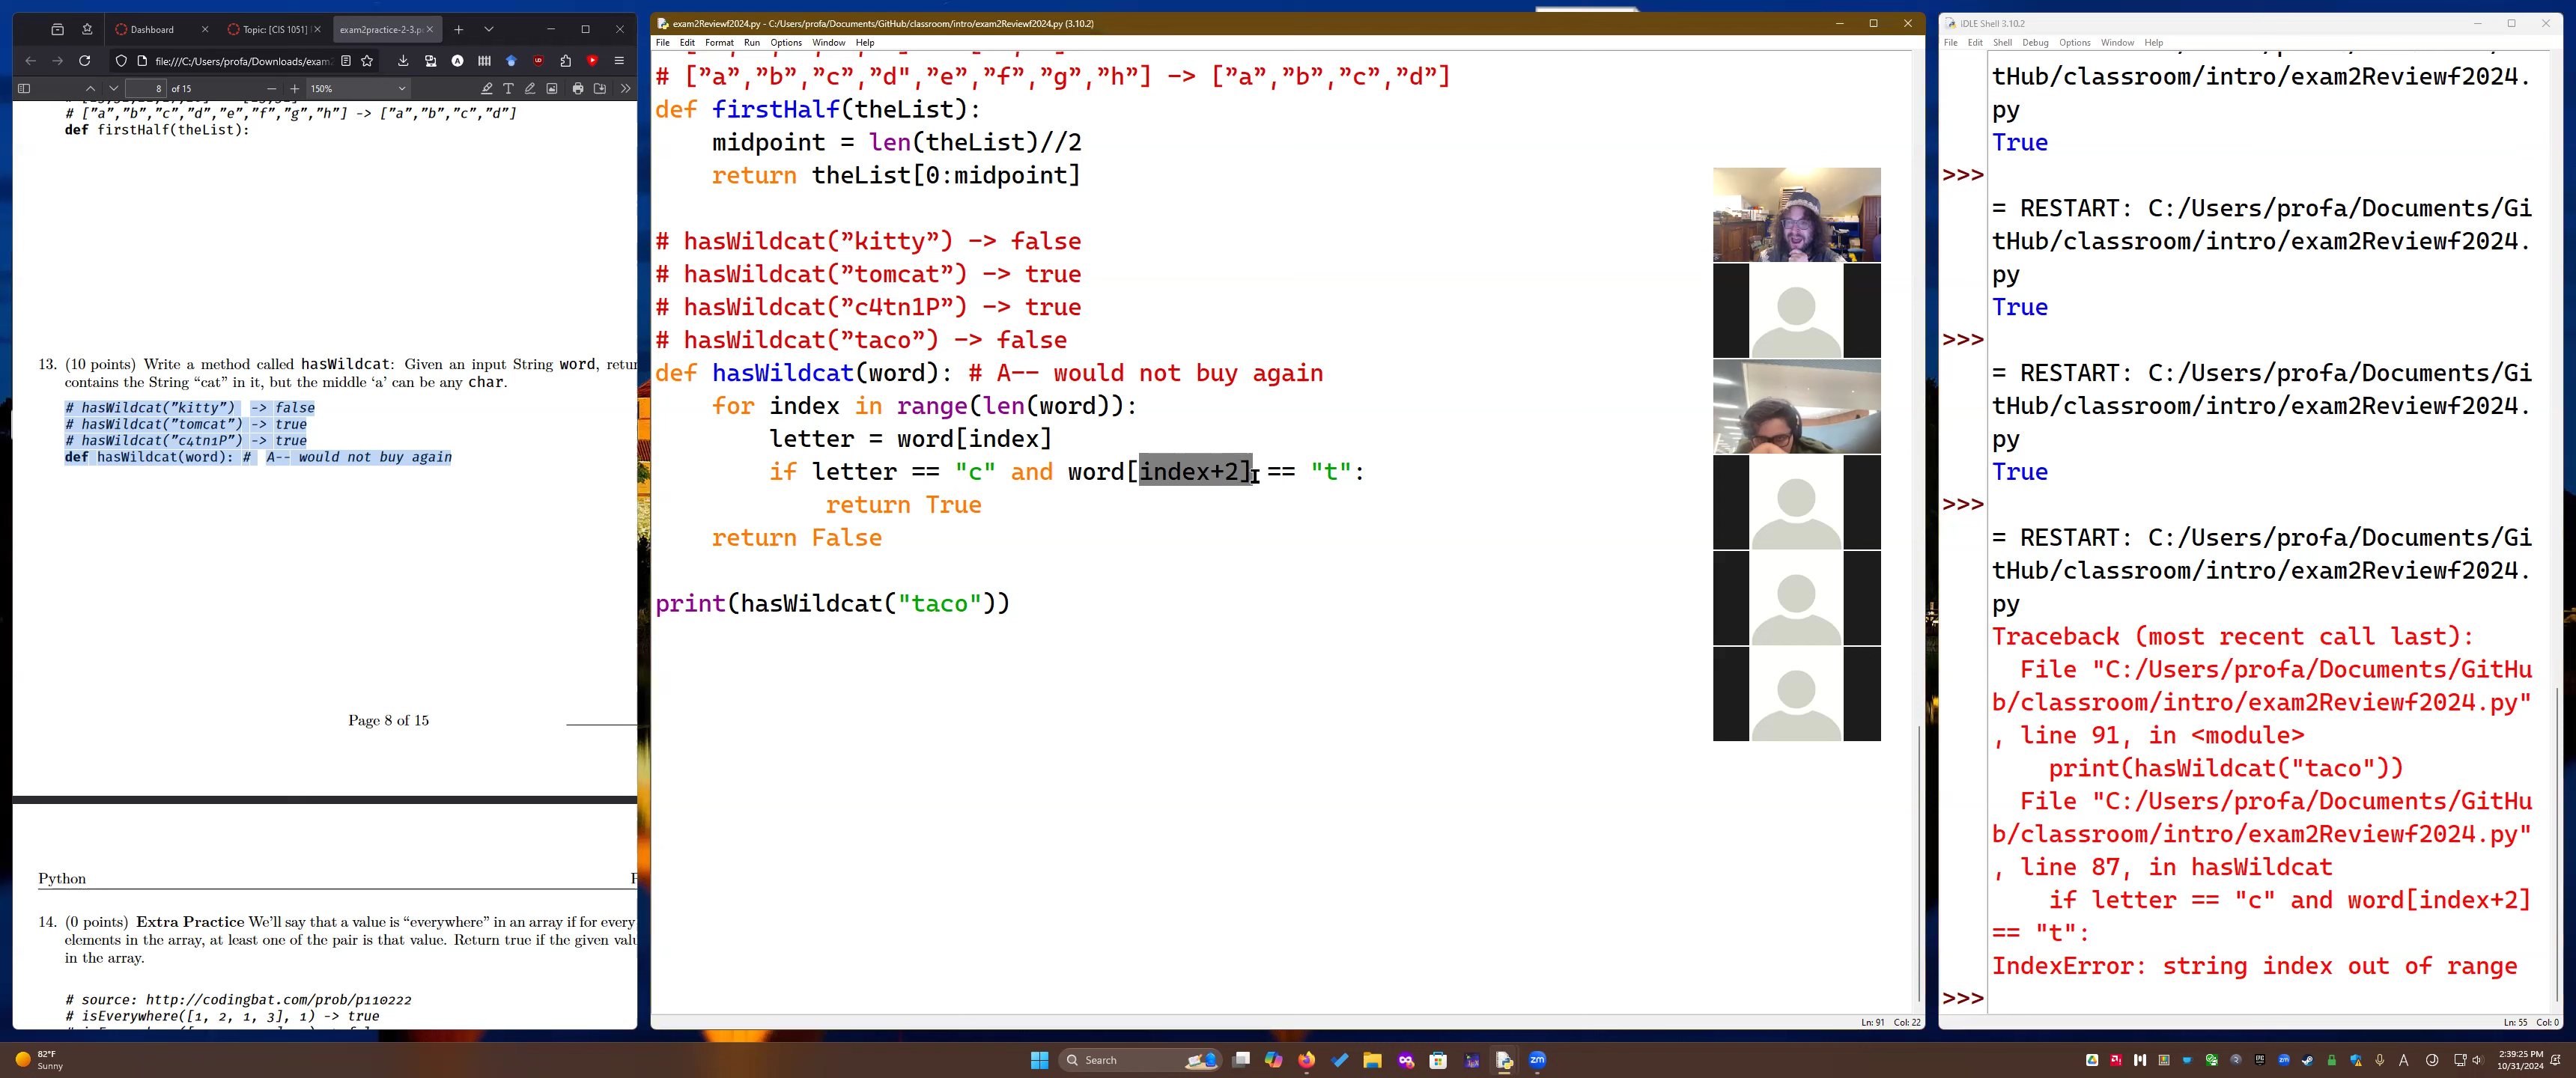 Dashboard
Topic: [CIS 1051]
exam2practice-2-3.p
file:///C:/Users/profa/Downloads/exam
8 of 15
150%
# ["a","b","c","d","e","f","g","h"] -> ["a","b","c","d"]
def firstHalf(theList):
13. (10 points) Write a method called hasWildcat: Given an input String word, retur
contains the String “cat” in it, but the middle ‘a’ can be any char.
# hasWildcat(”kitty”) -> false
# hasWildcat(”tomcat”) -> true
# hasWildcat(”c4tn1P”) -> true
def hasWildcat(word): # A-- would not buy again
Page 8 of 15
Python
14. (0 points) Extra Practice We’ll say that a value is “everywhere” in an array if for every
elements in the array, at least one of the pair is that value. Return true if the given valu
in the array.
# source: http://codingbat.com/prob/p110222
# isEverywhere([1, 2, 1, 3], 1) -> true
exam2Reviewf2024.py - C:/Users/profa/Documents/GitHub/classroom/intro/exam2Reviewf2024.py (3.10.2)
File Edit Format Run Options Window Help
# [”a”,”b”,”c”,”d",”e”,”f”,”g”,”h”] -> [”a”,”b”,”c”,”d”]
def firstHalf(theList):
midpoint = len(theList)//2
return theList[0:midpoint]
# hasWildcat(”kitty”) -> false
# hasWildcat(”tomcat”) -> true
# hasWildcat(”c4tn1P”) -> true
# hasWildcat(”taco”) -> false
def hasWildcat(word): # A-- would not buy again
for index in range(len(word)):
letter = word[index]
if letter == "c" and word[index+2] == "t":
return True
return False
print(hasWildcat("taco"))
Ln: 91 Col: 22
IDLE Shell 3.10.2
File Edit Shell Debug Options Window Help
tHub/classroom/intro/exam2Reviewf2024.
py
True
>>>
= RESTART: C:/Users/profa/Documents/Gi
tHub/classroom/intro/exam2Reviewf2024.
py
True
>>>
= RESTART: C:/Users/profa/Documents/Gi
tHub/classroom/intro/exam2Reviewf2024.
py
True
>>>
= RESTART: C:/Users/profa/Documents/Gi
tHub/classroom/intro/exam2Reviewf2024.
py
Traceback (most recent call last):
File "C:/Users/profa/Documents/GitHu
b/classroom/intro/exam2Reviewf2024.py"
, line 91, in <module>
print(hasWildcat("taco"))
File "C:/Users/profa/Documents/GitHu
b/classroom/intro/exam2Reviewf2024.py"
, line 87, in hasWildcat
if letter == "c" and word[index+2]
== "t":
IndexError: string index out of range
>>>
Ln: 55 Col: 0
82°F
Sunny
Search
zm
2:39:25 PM
10/31/2024